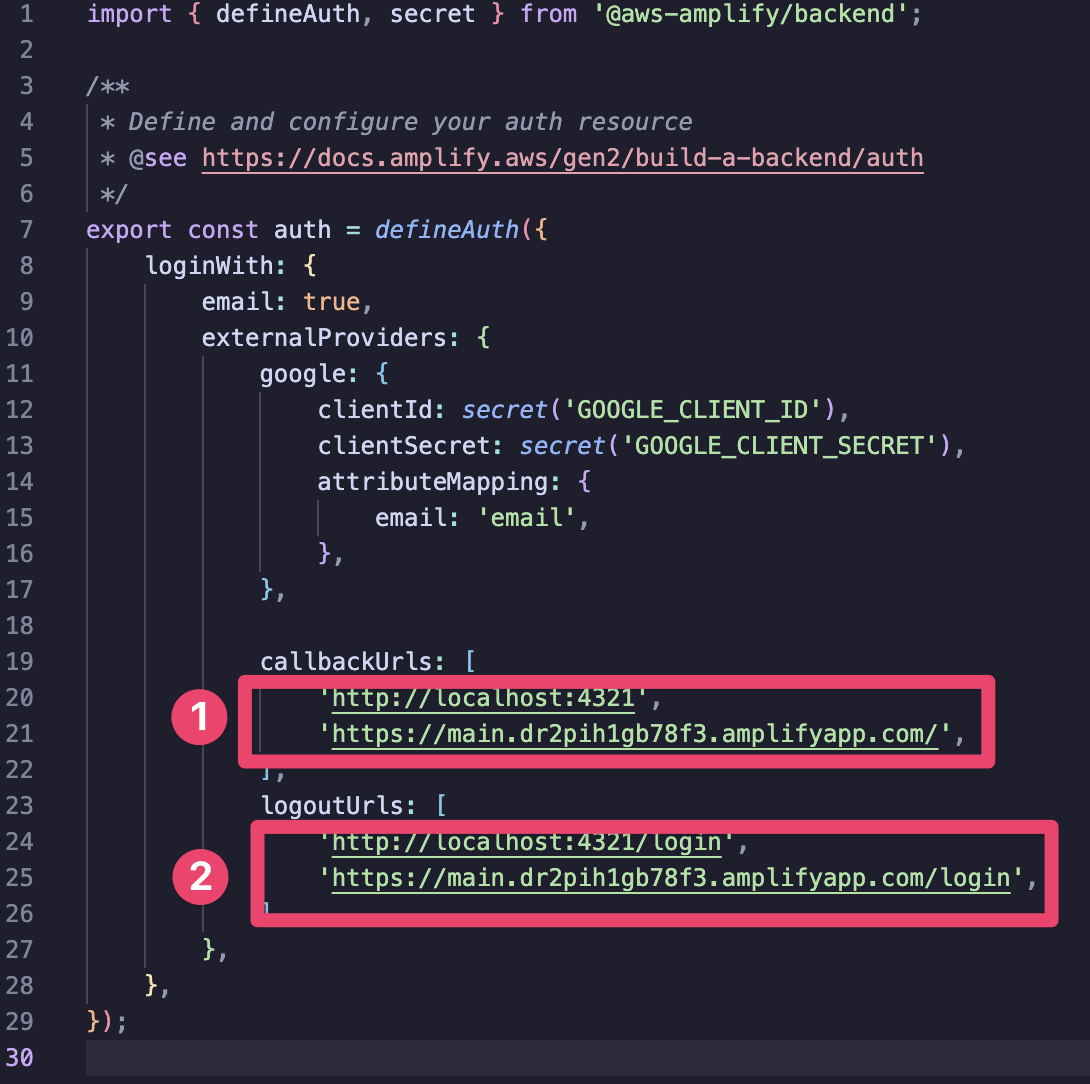 1 import { defineAuth, secret } from '@aws-amplify/backend';
2
3 /**
4 * Define and configure your auth resource
5 * @see https://docs.amplify.aws/gen2/build-a-backend/auth
6 */
7 export const auth = defineAuth({
8 loginWith: {
9 email: true,
10 externalProviders: {
11 google: {
12 clientId: secret('GOOGLE_CLIENT_ID'),
13 clientSecret: secret('GOOGLE_CLIENT_SECRET'),
14 attributeMapping: {
15 email: 'email',
16 },
17 },
18
19 callbackUrls: [
20 'http://localhost:4321',
1
21 'https://main.dr2pih1gb78f3.amplifyapp.com/',
22 ],
23 logoutUrls: [
24 'http://localhost:4321/login',
2
25 'https://main.dr2pih1gb78f3.amplifyapp.com/login',
26 ]
27 },
28 },
29 });
30